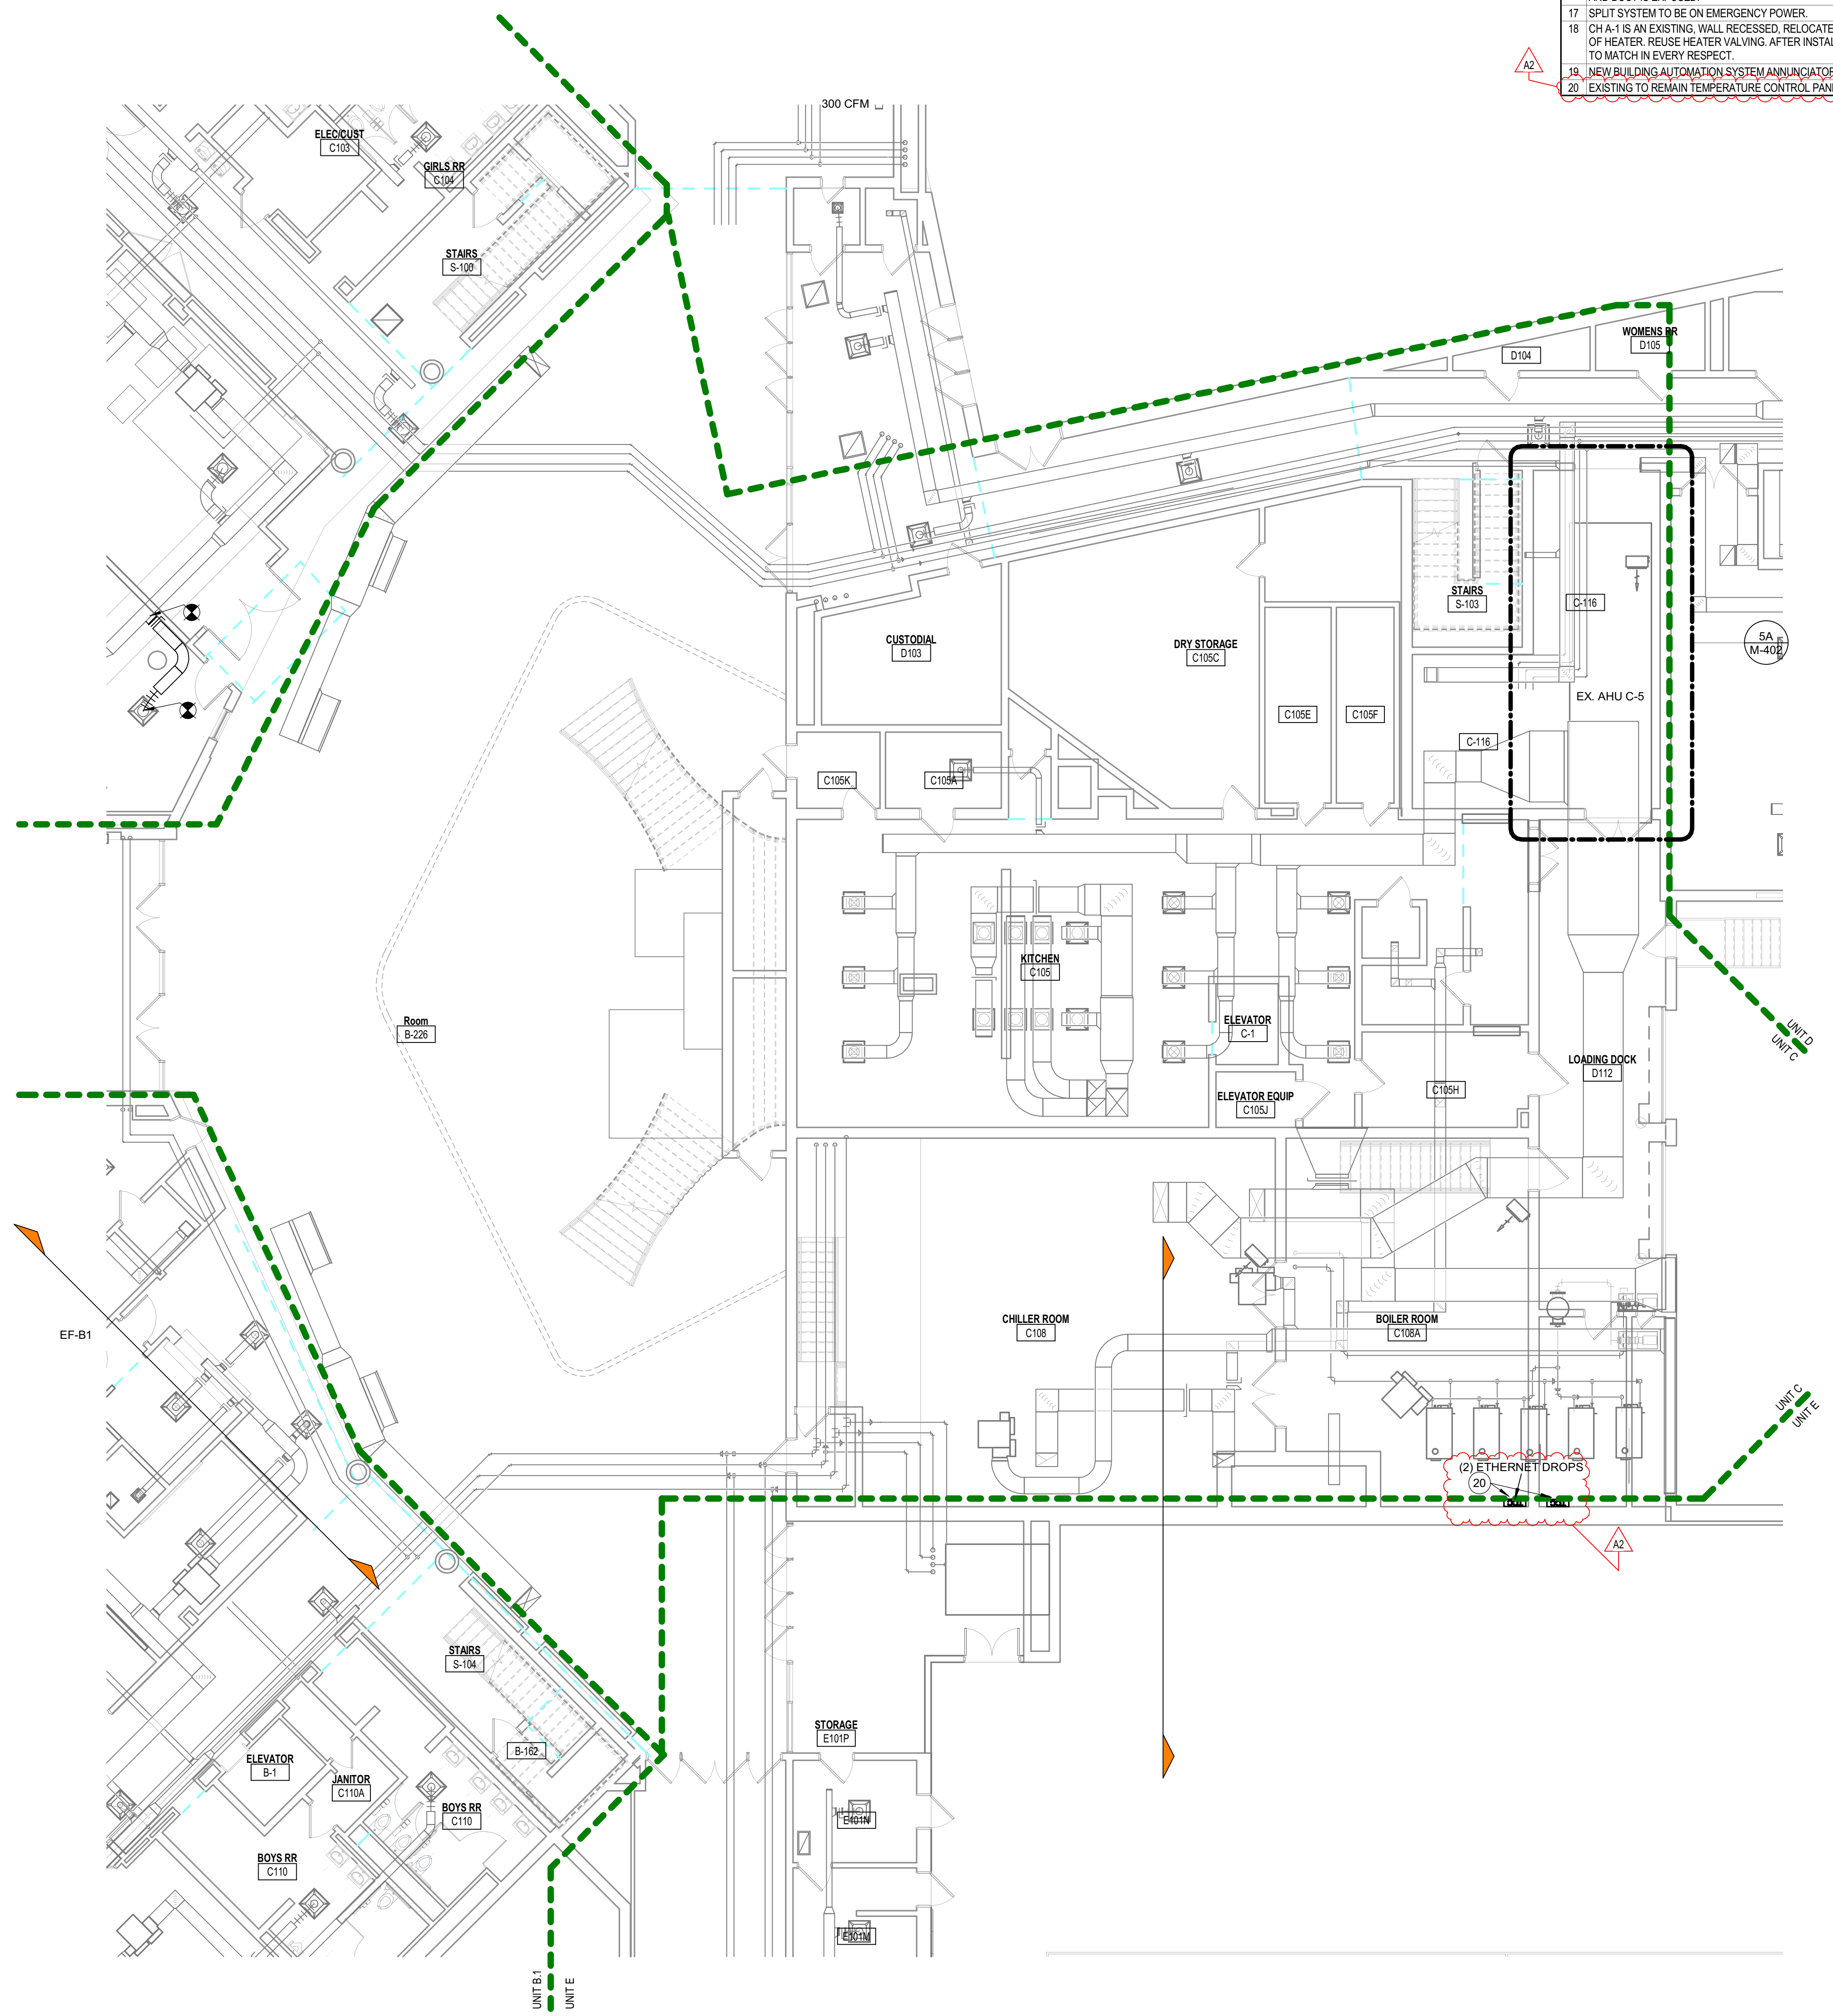 17 SPLIT SYSTEM TO BE ON EMERGENCY POWER.
18 CH A-1 IS AN EXISTING, WALL RECESSED, RELOCATE
OF HEATER. REUSE HEATER VALVING. AFTER INSTAL
TO MATCH IN EVERY RESPECT.
19 NEW BUILDING AUTOMATION SYSTEM ANNUNCIATOR
20 EXISTING TO REMAIN TEMPERATURE CONTROL PAN
A2
300 CFM
ELEC/CUST
C103
GIRLS RR
C104
STAIRS
S-100
WOMENS RR
D105
D104
STAIRS
S-103
C-116
5A
M-402
CUSTODIAL
D103
DRY STORAGE
C105C
EX. AHU C-5
C105E
C105F
C-116
C105K
C105A
KITCHEN
C105
Room
B-226
ELEVATOR
C-1
UNIT D
UNIT C
LOADING DOCK
D112
ELEVATOR EQUIP
C105J
C105H
EF-B1
CHILLER ROOM
C108
BOILER ROOM
C108A
UNIT C
UNIT E
(2) ETHERNET DROPS
20
A2
STAIRS
S-104
STORAGE
E101P
B-162
ELEVATOR
B-1
JANITOR
C110A
BOYS RR
C110
E101N
BOYS RR
C110
E101M
UNIT B.1
UNIT E